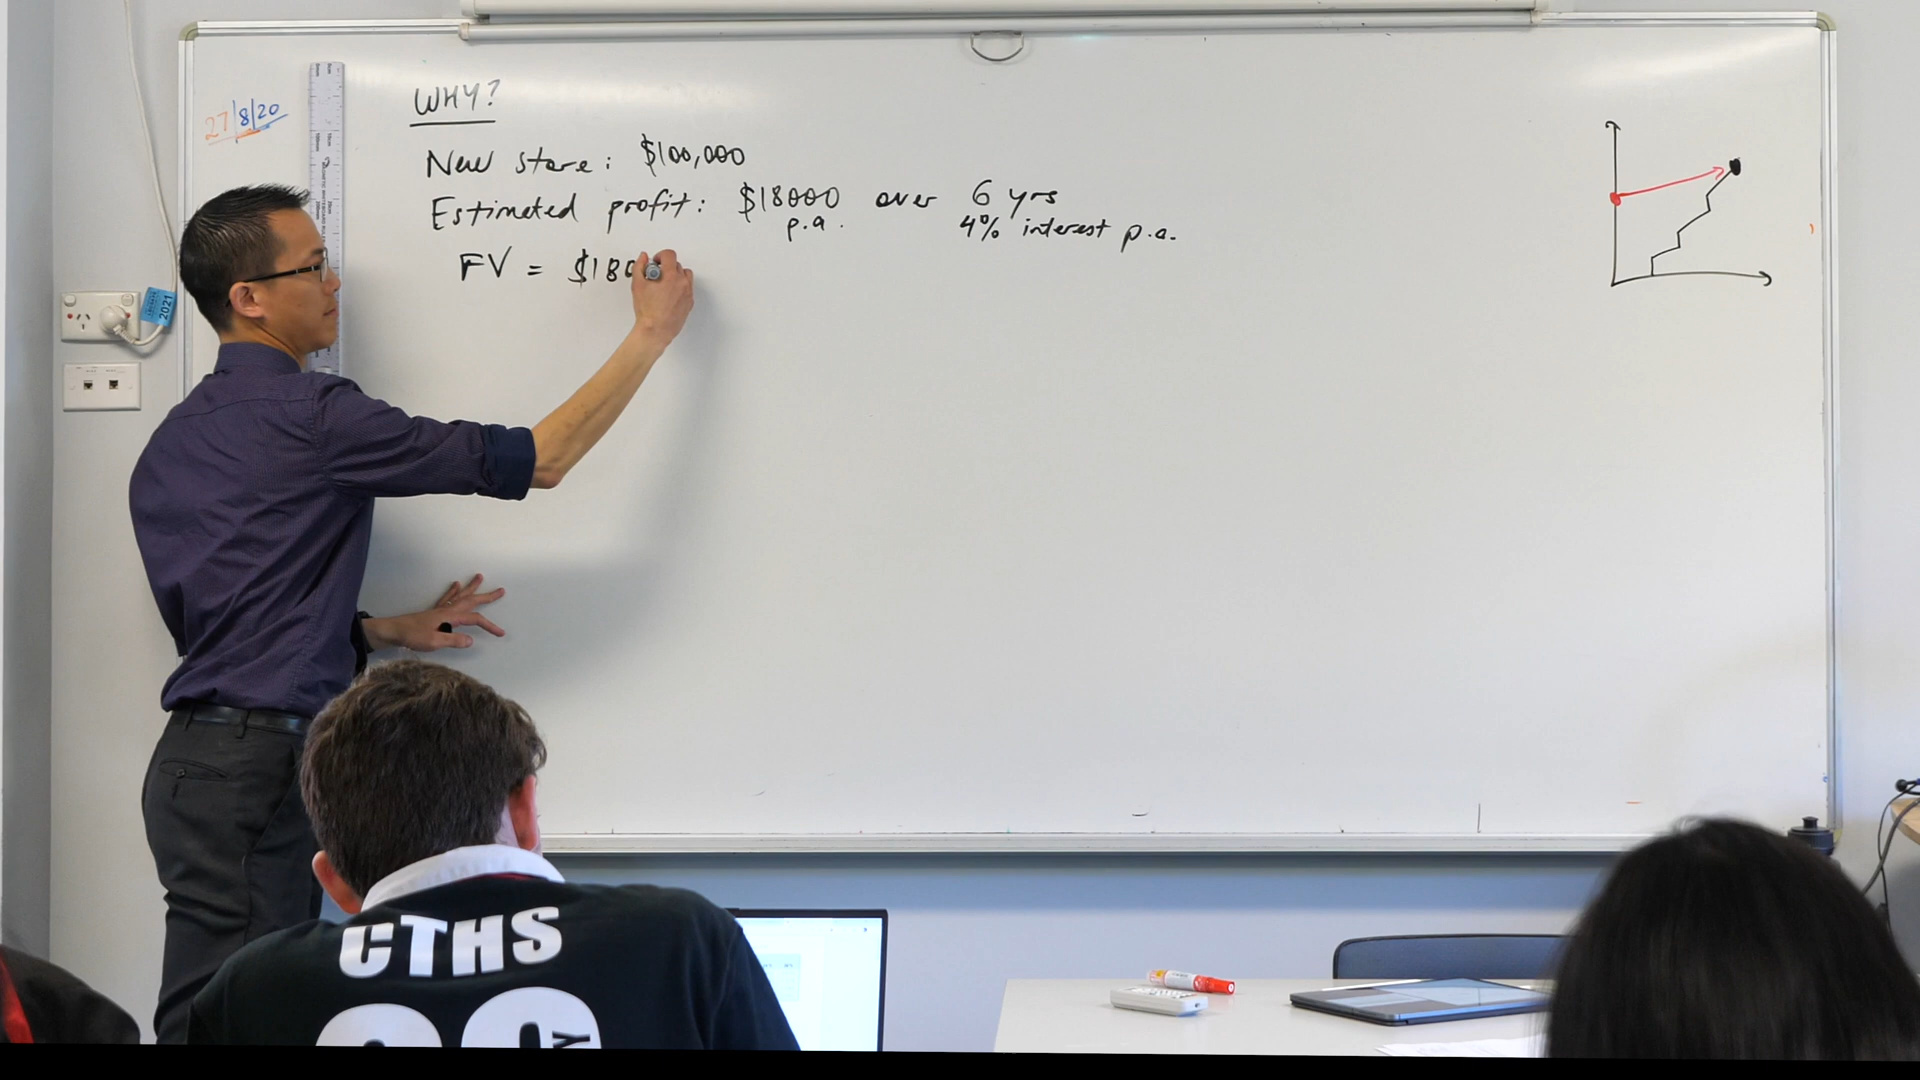 27/8/20
WHY?
New store: $100,000
Estimated profit: $18000 over 6 yrs
p.a. 4% interest p.a.
FV = $180
2021
CTHS